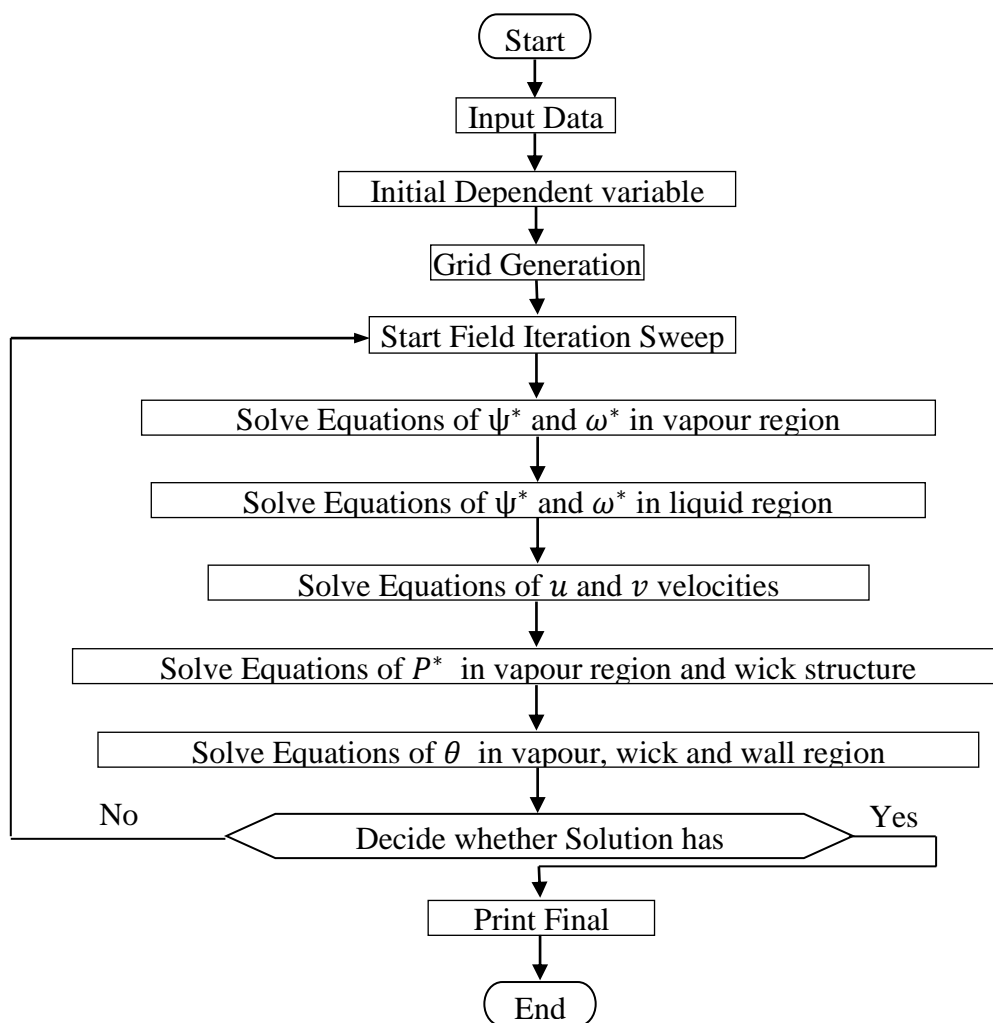 Start
Input Data
Initial Dependent variable
Grid Generation
Start Field Iteration Sweep
Solve Equations of ψ* and ω* in vapour region
Solve Equations of ψ* and ω* in liquid region
Solve Equations of u and v velocities
Solve Equations of P* in vapour region and wick structure
Solve Equations of θ in vapour, wick and wall region
No
Decide whether Solution has
Yes
Print Final
End